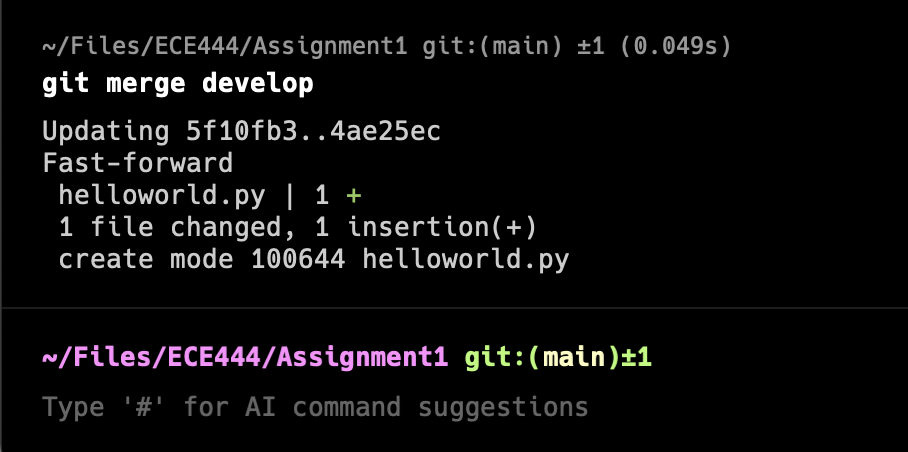 ~/Files/ECE444/Assignment1 git:(main) ±1 (0.049s)
git merge develop
Updating 5f10fb3..4ae25ec
Fast-forward
 helloworld.py | 1 +
 1 file changed, 1 insertion(+)
 create mode 100644 helloworld.py
~/Files/ECE444/Assignment1 git:(main)±1
Type '#' for AI command suggestions